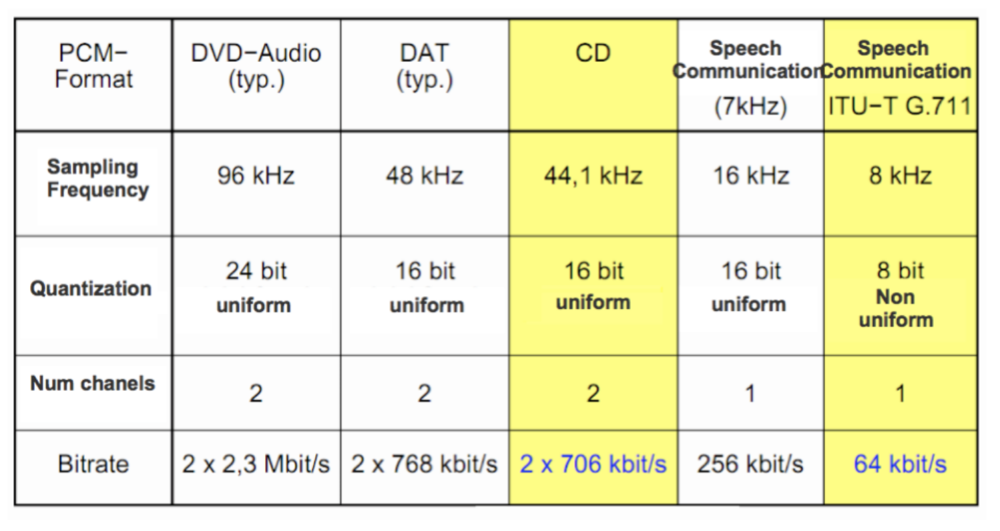 PCM-
Format
DVD-Audio
(typ.)
DAT
(typ.)
CD
Speech
Communication
(7kHz)
Speech
Communication
ITU-T G.711
Sampling
Frequency
96 kHz
48 kHz
44,1 kHz
16 kHz
8 kHz
Quantization
24 bit
uniform
16 bit
uniform
16 bit
uniform
16 bit
uniform
8 bit
Non
uniform
Num chanels
2
2
2
1
1
Bitrate
2 x 2,3 Mbit/s
2 x 768 kbit/s
2 x 706 kbit/s
256 kbit/s
64 kbit/s